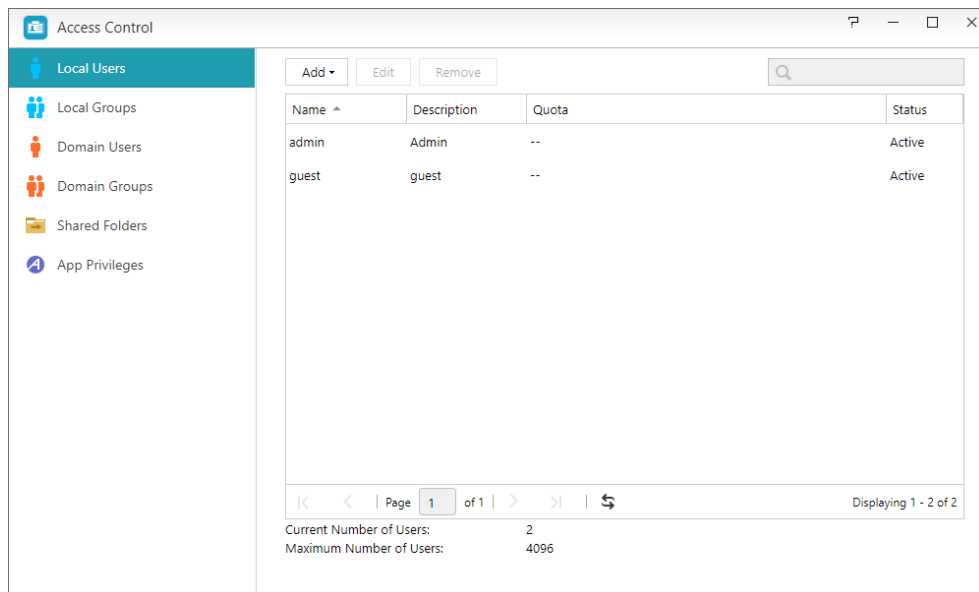 Access Control
Local Users
Local Groups
Domain Users
Domain Groups
Shared Folders
App Privileges
Add Edit Remove
Name Description Quota Status
admin Admin -- Active
guest guest -- Active
Page 1 of 1 Displaying 1 - 2 of 2
Current Number of Users: 2
Maximum Number of Users: 4096